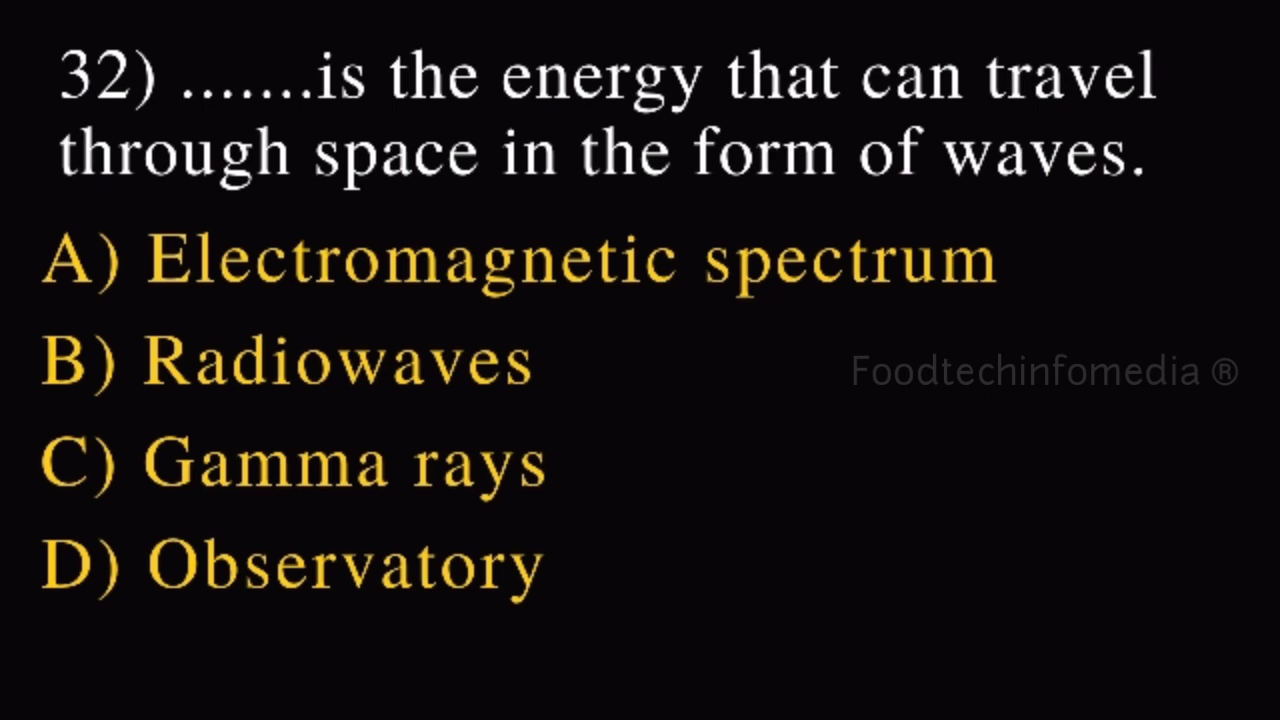 32) .......is the energy that can travel
through space in the form of waves.
A) Electromagnetic spectrum
B) Radiowaves
Foodtechinfomedia ®
C) Gamma rays
D) Observatory